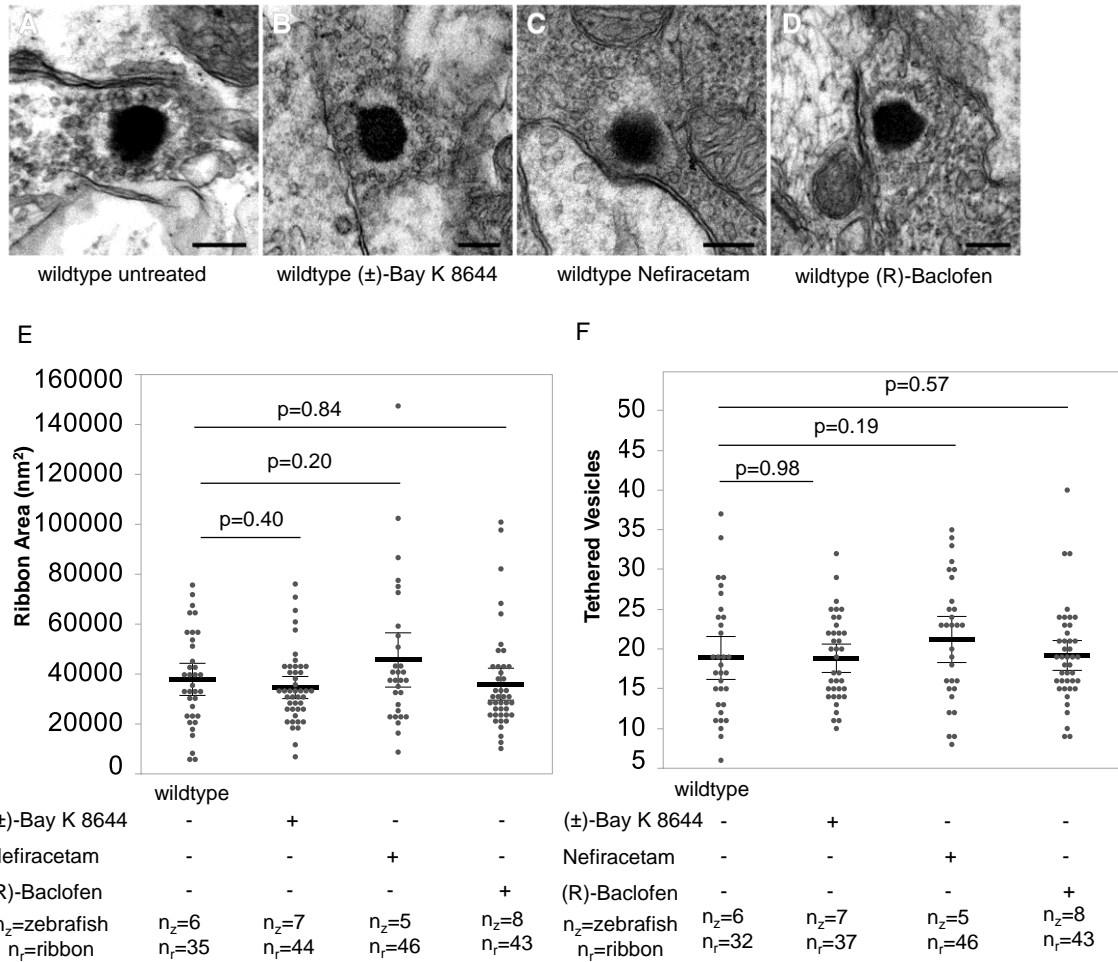 A B C D
wildtype untreated wildtype (±)-Bay K 8644 wildtype Nefiracetam wildtype (R)-Baclofen
E
160000
140000
120000
100000
80000
60000
40000
20000
0
Ribbon Area (nm²)
p=0.84
p=0.20
p=0.40
wildtype
±)-Bay K 8644 - + - -
lefiracetam - - + -
R)-Baclofen - - - +
n_z=zebrafish n_z=6 n_z=7 n_z=5 n_z=8
n_r=ribbon n_r=35 n_r=44 n_r=46 n_r=43
F
50
45
40
35
30
25
20
15
10
5
Tethered Vesicles
p=0.57
p=0.19
p=0.98
wildtype
(±)-Bay K 8644 - + - -
Nefiracetam - - + -
(R)-Baclofen - - - +
n_z=zebrafish n_z=6 n_z=7 n_z=5 n_z=8
n_r=ribbon n_r=32 n_r=37 n_r=46 n_r=43